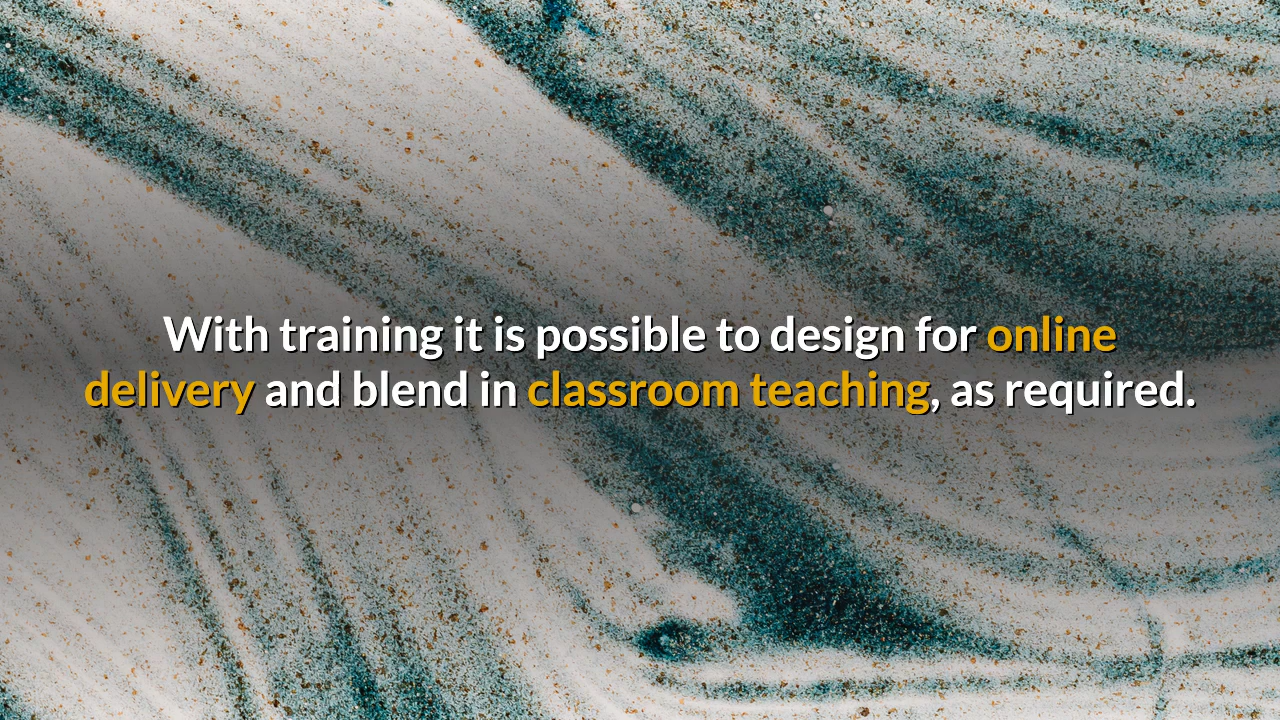 With training it is possible to design for online
delivery and blend in classroom teaching, as required.